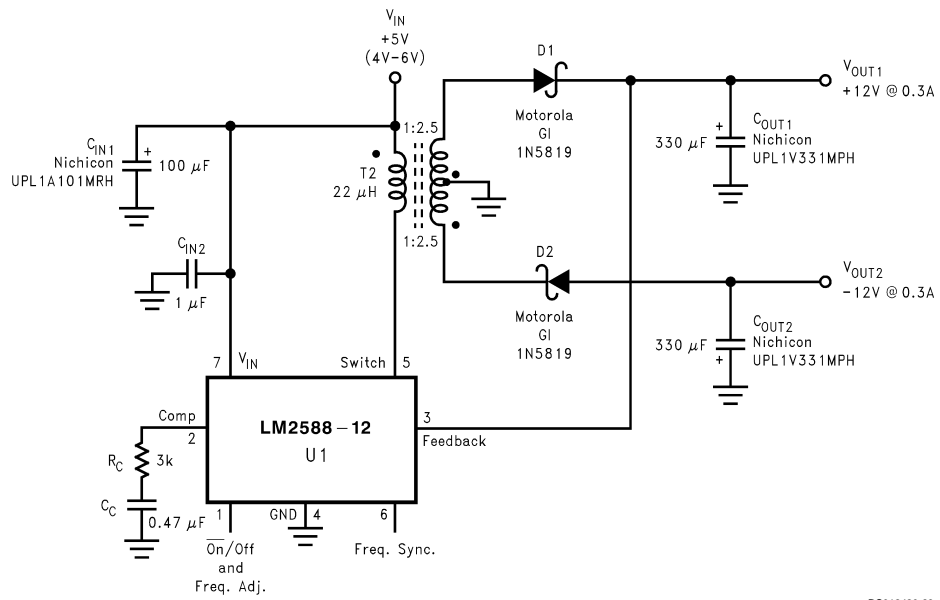 V_IN
+5V
(4V-6V)
D1
V_OUT1
+12V @ 0.3A
Motorola
GI
1N5819
C_OUT1
330 µF +
Nichicon
UPL1V331MPH
C_IN1
Nichicon
UPL1A101MRH
+
100 µF
1:2.5
T2
22 µH
1:2.5
C_IN2
1 µF
D2
V_OUT2
-12V @ 0.3A
Motorola
GI
1N5819
C_OUT2
330 µF
Nichicon
+ UPL1V331MPH
7 V_IN
Switch 5
Comp
2
LM2588-12
U1
3
Feedback
R_C 3k
C_C
0.47 µF
1
GND 4
6
O̅n̅/Off
and
Freq. Adj.
Freq. Sync.